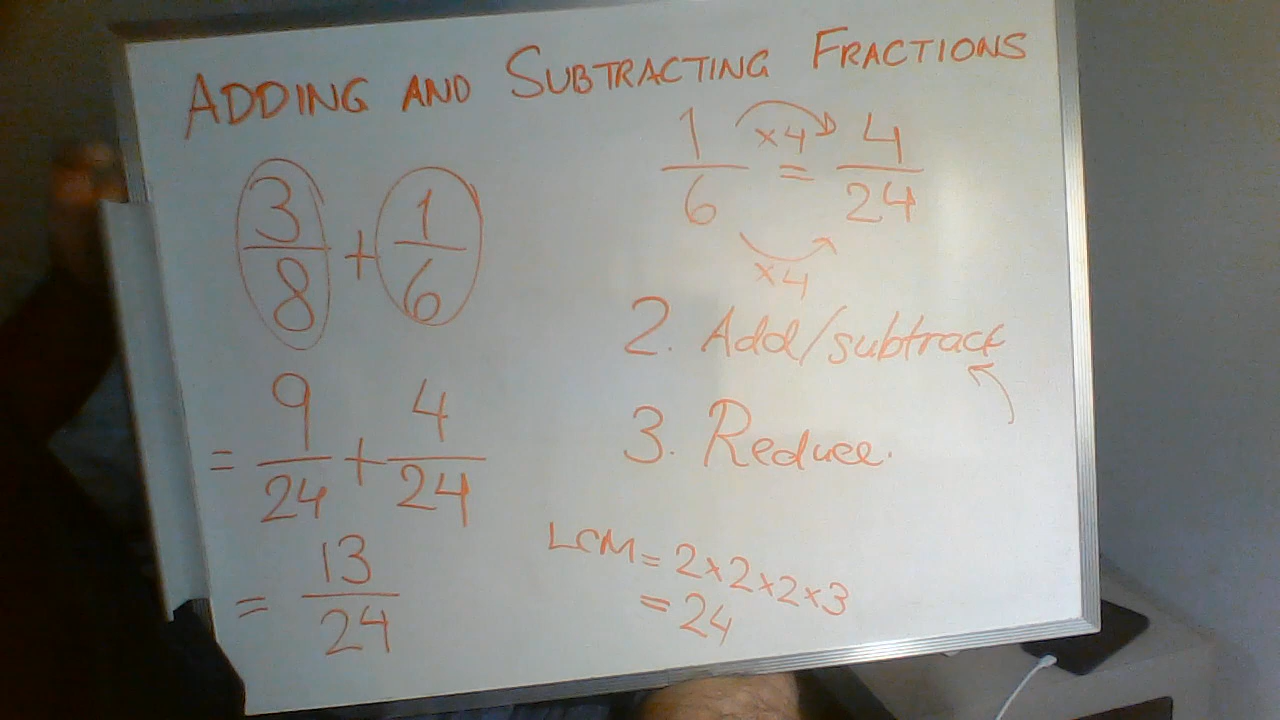 ADDING AND SUBTRACTING FRACTIONS
3/8 + 1/6
= 9/24 + 4/24
= 13/24
×4
1/6 = 4/24
×4
2. Add/subtract
3. Reduce.
LCM = 2×2×2×3
= 24